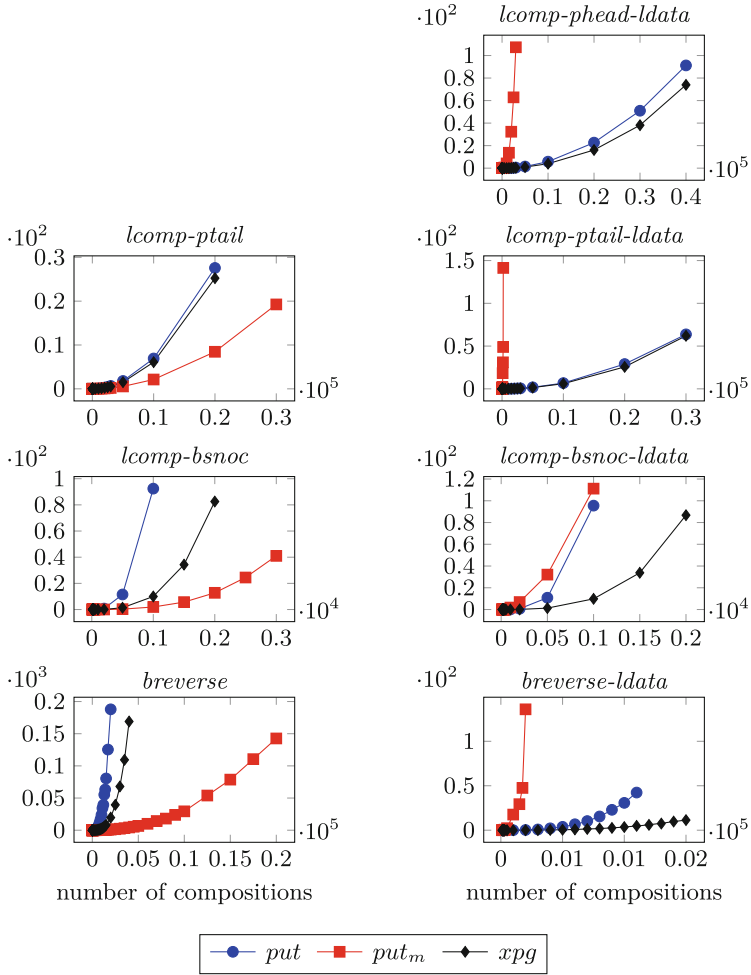 ·10²
lcomp-phead-ldata
1
0.8
0.6
0.4
0.2
0
0 0.1 0.2 0.3 0.4
·10⁵
·10²
lcomp-ptail
0.3
0.2
0.1
0
0 0.1 0.2 0.3
·10⁵
·10²
lcomp-ptail-ldata
1.5
1
0.5
0
0 0.1 0.2 0.3
·10⁵
·10²
lcomp-bsnoc
1
0.8
0.6
0.4
0.2
0
0 0.1 0.2 0.3
·10⁴
·10²
lcomp-bsnoc-ldata
1.2
1
0.8
0.6
0.4
0.2
0
0 0.05 0.1 0.15 0.2
·10⁴
·10³
breverse
0.2
0.15
0.1
0.05
0
0 0.05 0.1 0.15 0.2
·10⁵
number of compositions
·10²
breverse-ldata
1
0.5
0
0 0.01 0.01 0.02
·10⁵
number of compositions
put putₘ xpg